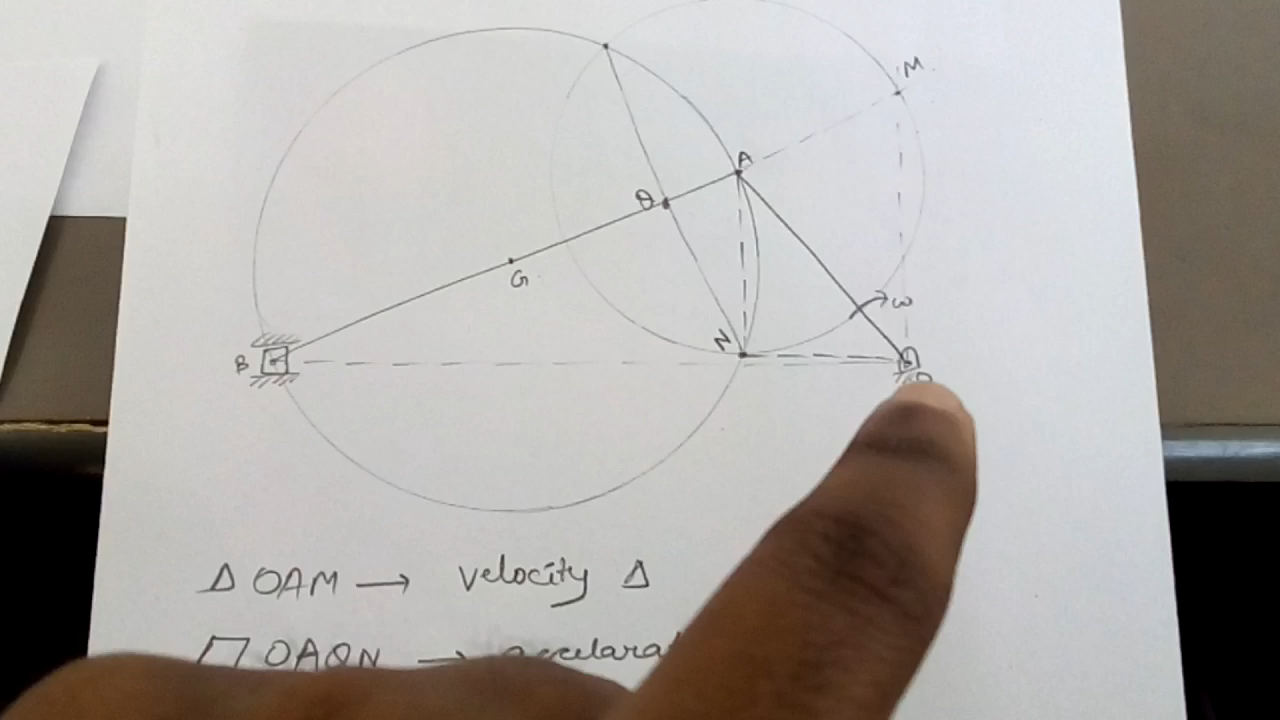 M
A
Q
G
ω
N
B
Δ OAM → velocity Δ
▱ OAQN →